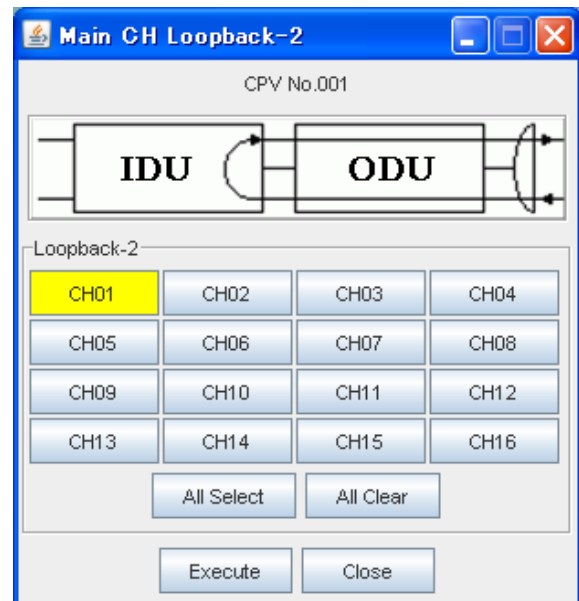 Main CH Loopback-2
CPV No.001
IDU ODU
Loopback-2
CH01 CH02 CH03 CH04
CH05 CH06 CH07 CH08
CH09 CH10 CH11 CH12
CH13 CH14 CH15 CH16
All Select All Clear
Execute Close